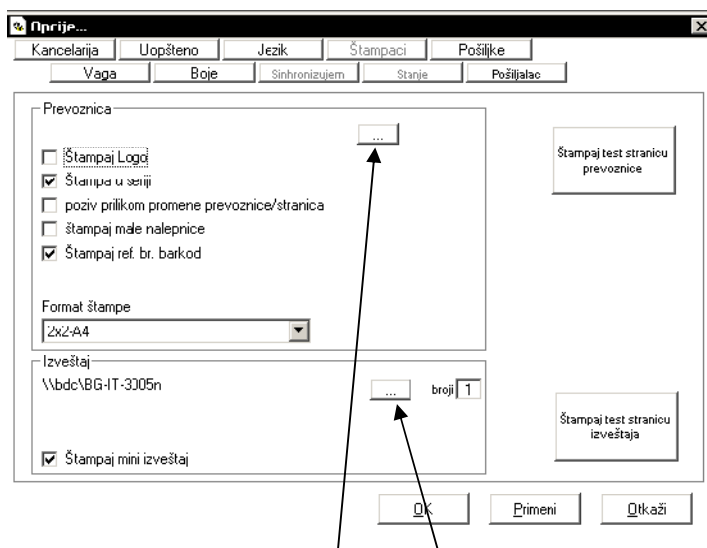 Oprije...
Kancelarija Uopšteno Jezik Štampaci Pošiljke
Vaga Boje Sinhronizujem Stanje Pošiljalac
Prevoznica
...
Štampaj Logo
Štampa u seriji
poziv prilikom promene prevoznice/stranica
štampaj male nalepnice
Štampaj ref. br. barkod
Format štampe
2x2-A4
Štampaj test stranicu
prevoznice
Izveštaj
\\bdc\BG-IT-3005n
...
broji 1
Štampaj mini izveštaj
Štampaj test stranicu
izveštaja
OK Primeni Otkaži